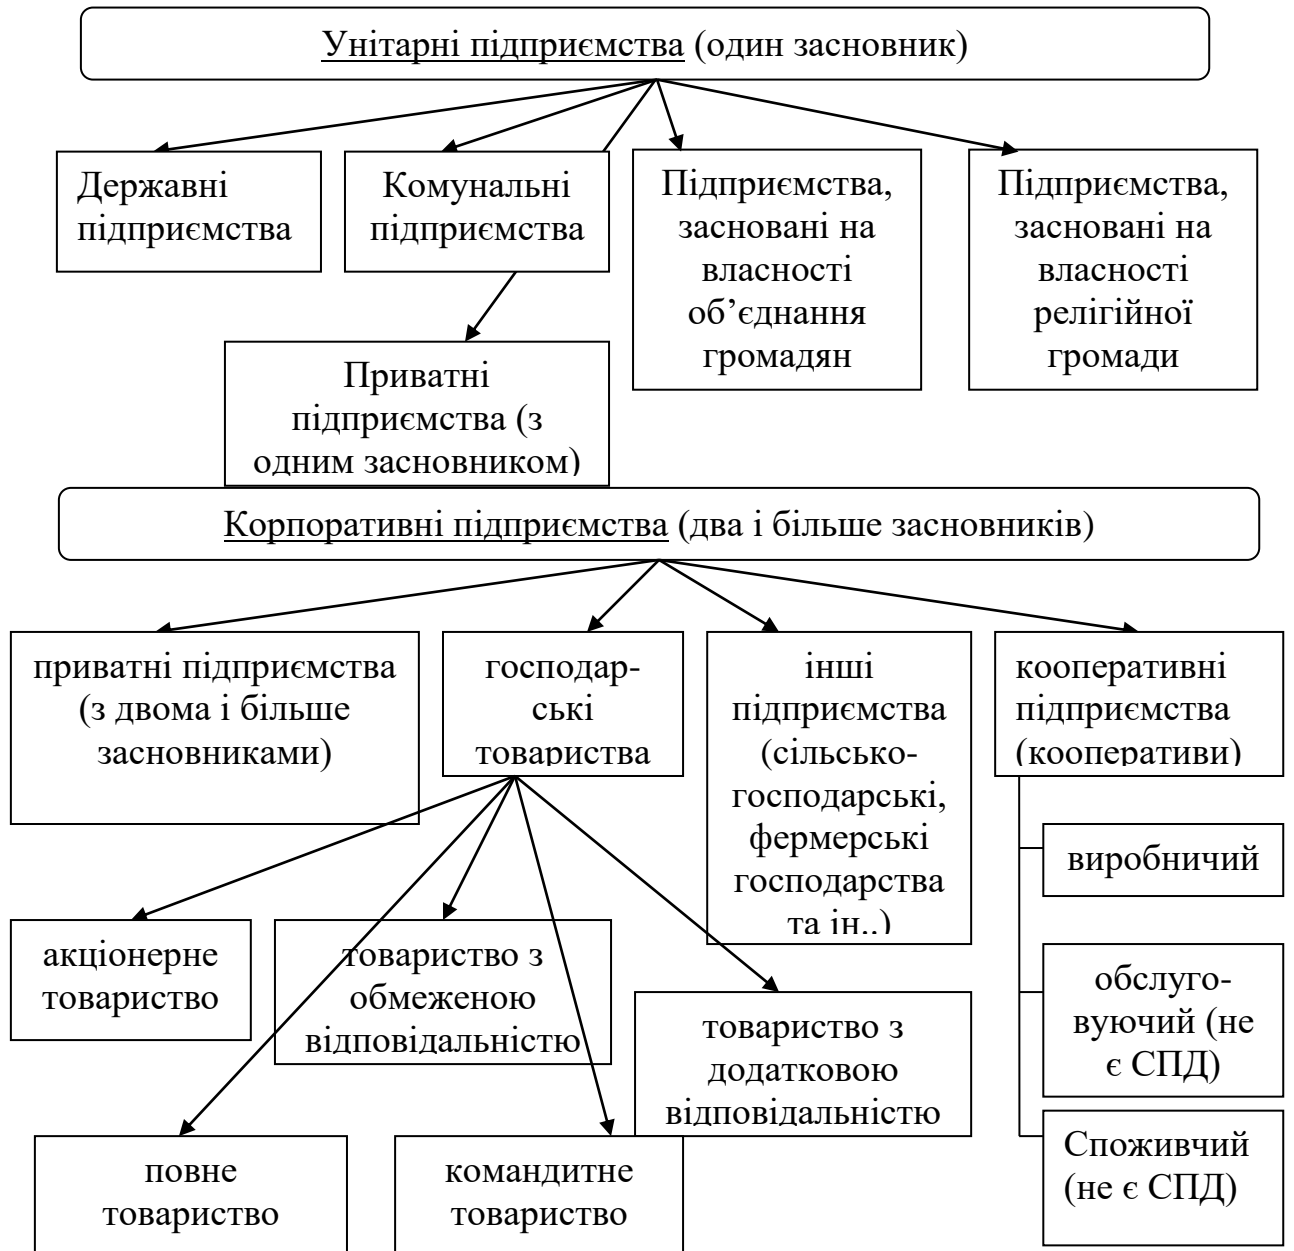 Унітарні підприємства (один засновник)
Державні
підприємства
Комунальні
підприємства
Підприємства,
засновані на
власності
об’єднання
громадян
Підприємства,
засновані на
власності
релігійної
громади
Приватні
підприємства (з
одним засновником)
Корпоративні підприємства (два і більше засновників)
приватні підприємства
(з двома і більше
засновниками)
господар-
ські
товариства
інші
підприємства
(сільсько-
господарські,
фермерські
господарства
та ін..)
кооперативні
підприємства
(кооперативи)
виробничий
обслуго-
вуючий (не
є СПД)
Споживчий
(не є СПД)
акціонерне
товариство
товариство з
обмеженою
відповідальністю
товариство з
додатковою
відповідальністю
повне
товариство
командитне
товариство